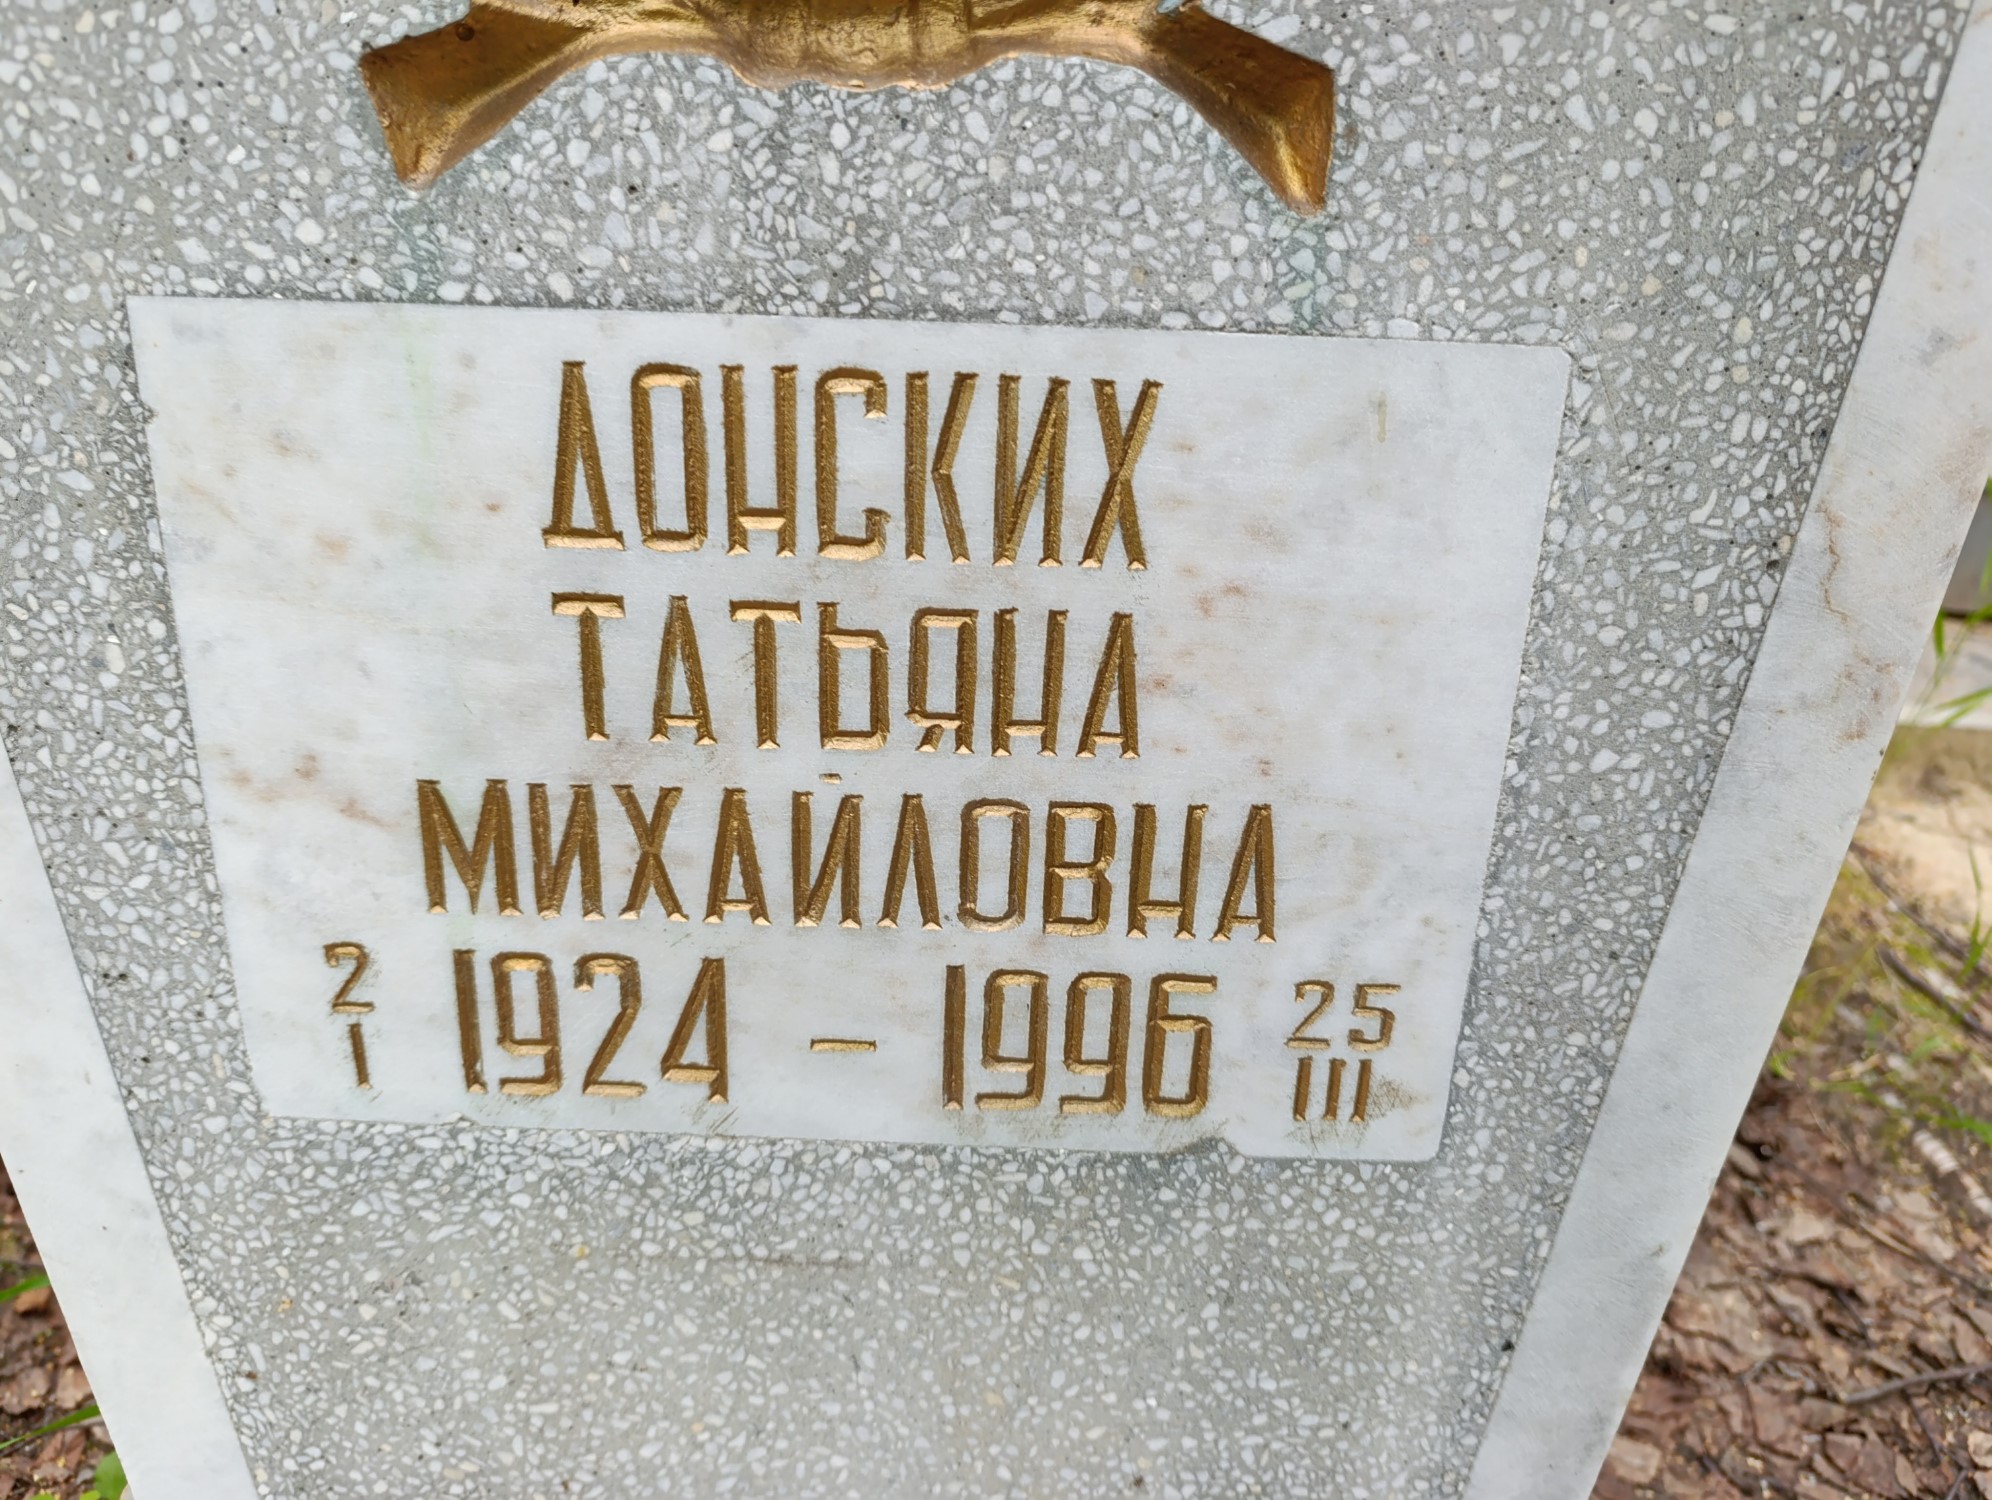 ДОНСКИХ
ТАТЬЯНА
МИХАЙЛОВНА
2/I 1924 – 1996 25/III